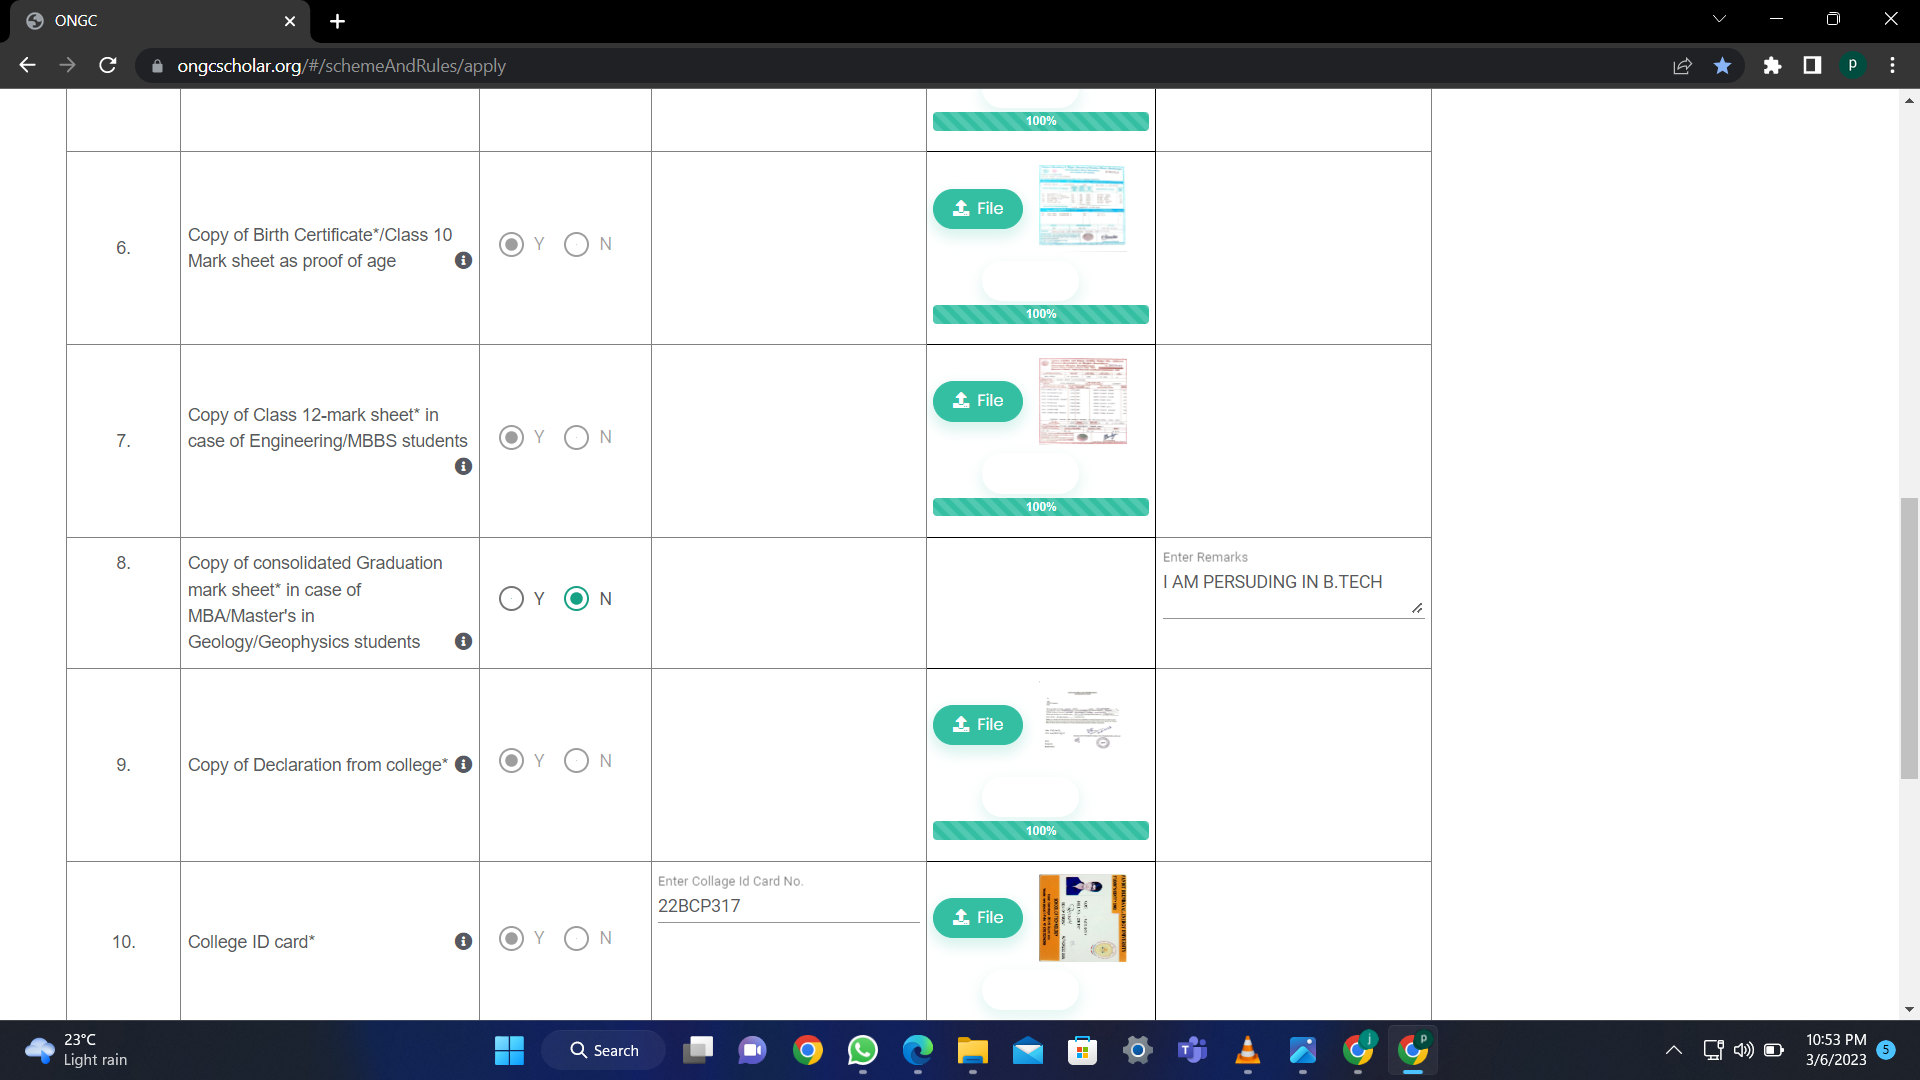 ONGC
ongcscholar.org/#/schemeAndRules/apply
P
100%
6.
Copy of Birth Certificate*/Class 10
Mark sheet as proof of age
Y
N
File
100%
7.
Copy of Class 12-mark sheet* in
case of Engineering/MBBS students
Y
N
File
100%
8.
Copy of consolidated Graduation
mark sheet* in case of
MBA/Master's in
Geology/Geophysics students
Y
N
Enter Remarks
I AM PERSUDING IN B.TECH
9.
Copy of Declaration from college*
Y
N
File
100%
10.
College ID card*
Y
N
Enter Collage Id Card No.
22BCP317
File
23°C
Light rain
Search
j
P
10:53 PM
3/6/2023
5